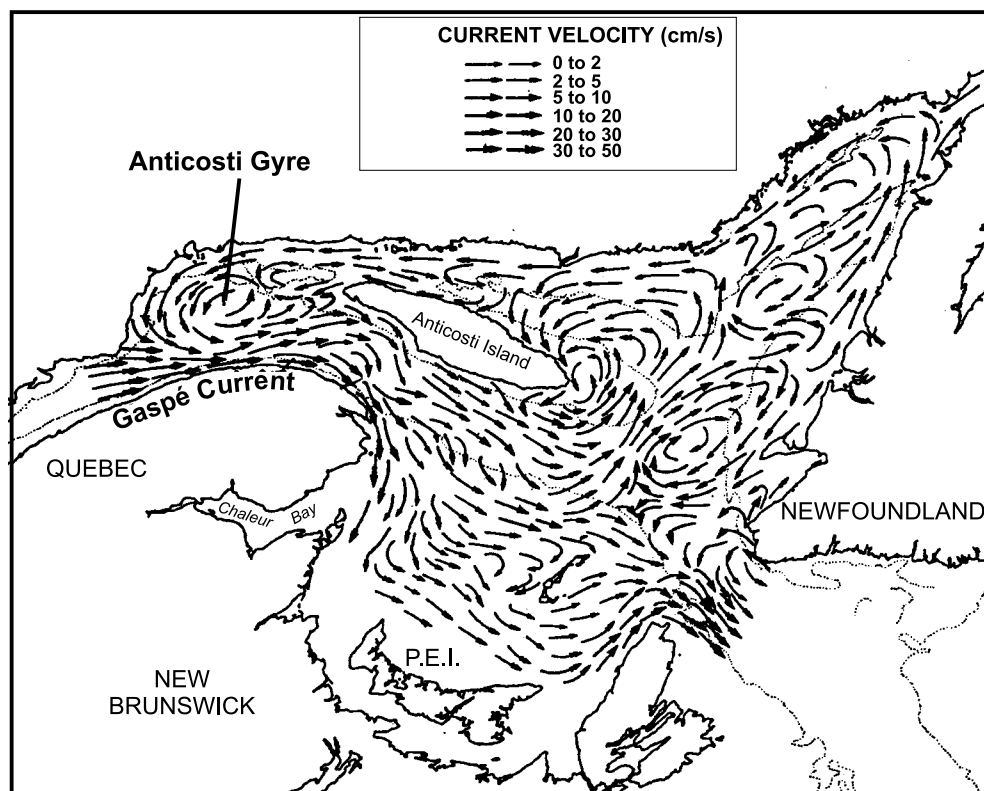 CURRENT VELOCITY (cm/s)
0 to 2
2 to 5
5 to 10
10 to 20
20 to 30
30 to 50
Anticosti Gyre
Anticosti Island
Gaspé Current
QUEBEC
Chaleur Bay
NEWFOUNDLAND
P.E.I.
NEW
BRUNSWICK